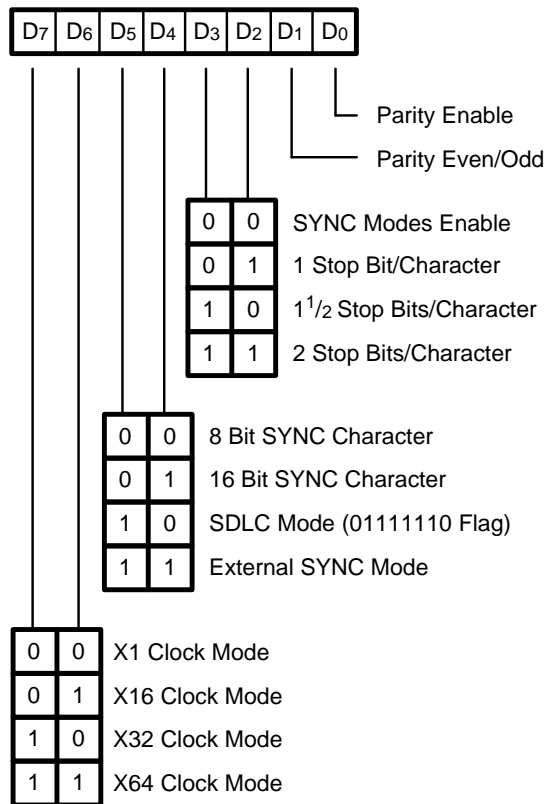 D7 D6 D5 D4 D3 D2 D1 D0
Parity Enable
Parity Even/Odd
0 0 SYNC Modes Enable
0 1 1 Stop Bit/Character
1 0 1 1/2 Stop Bits/Character
1 1 2 Stop Bits/Character
0 0 8 Bit SYNC Character
0 1 16 Bit SYNC Character
1 0 SDLC Mode (01111110 Flag)
1 1 External SYNC Mode
0 0 X1 Clock Mode
0 1 X16 Clock Mode
1 0 X32 Clock Mode
1 1 X64 Clock Mode